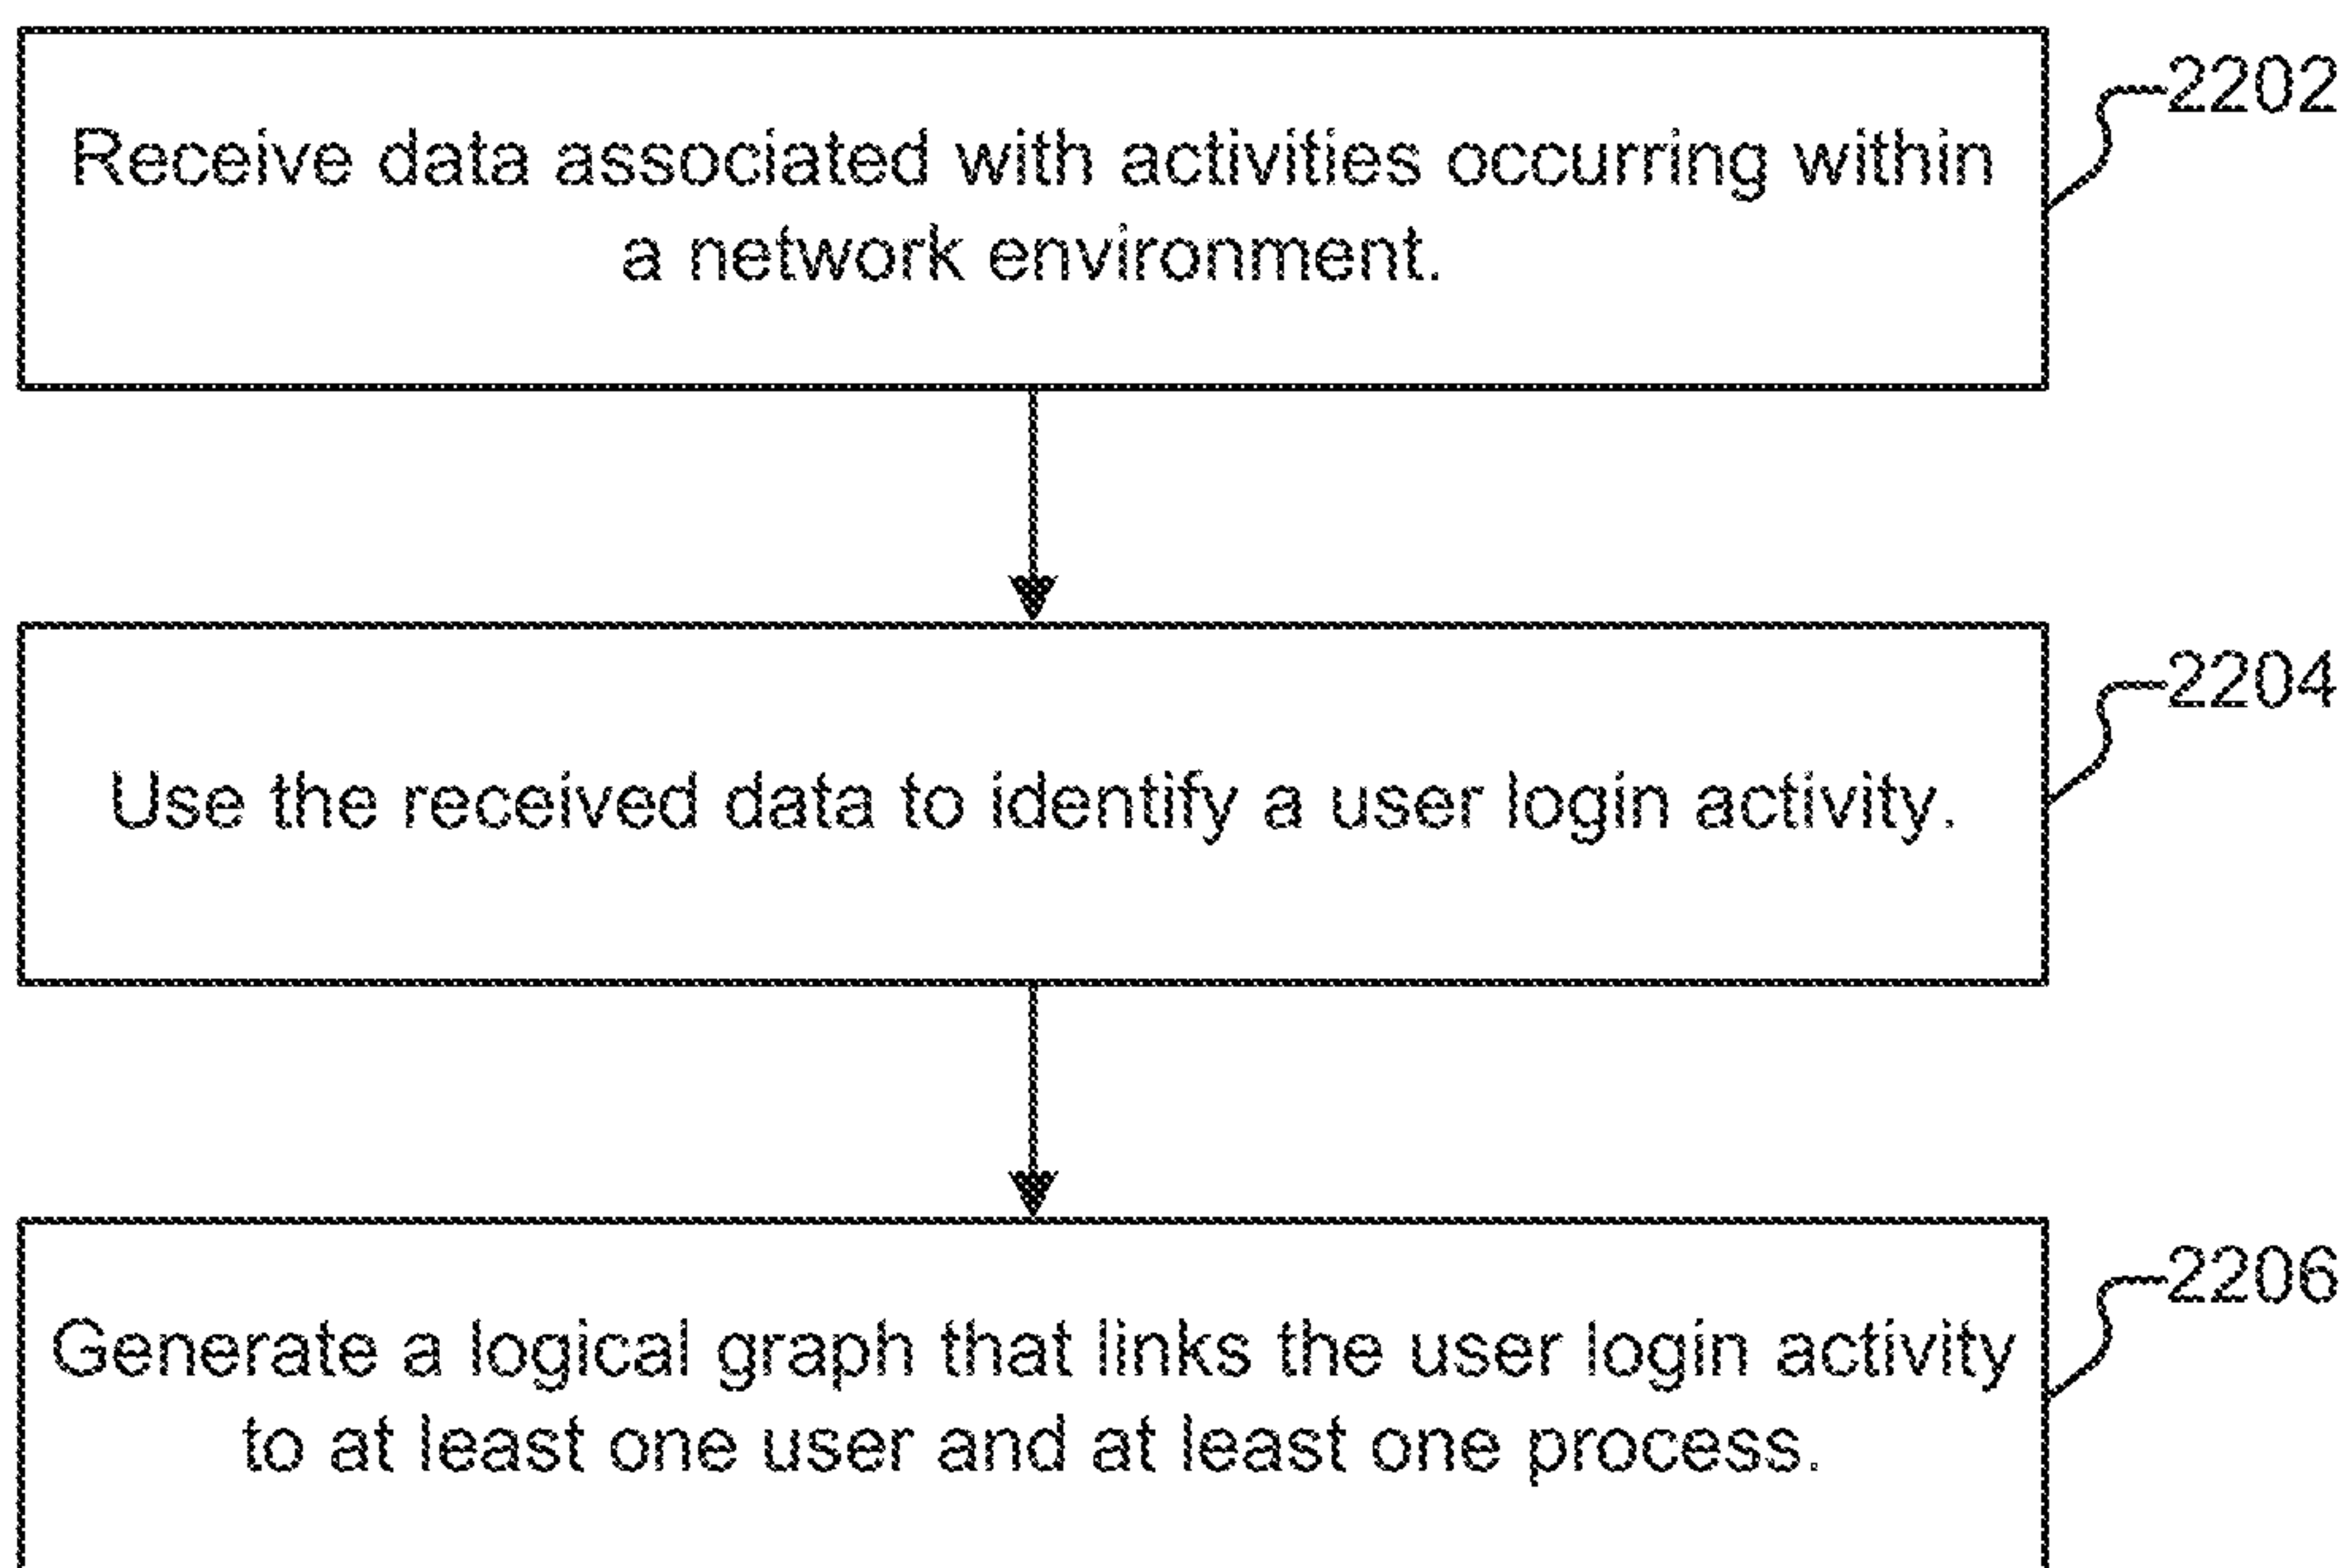 2202
Receive data associated with activities occurring within
a network environment.
2204
Use the received data to identify a user login activity.
2206
Generate a logical graph that links the user login activity
to at least one user and at least one process.